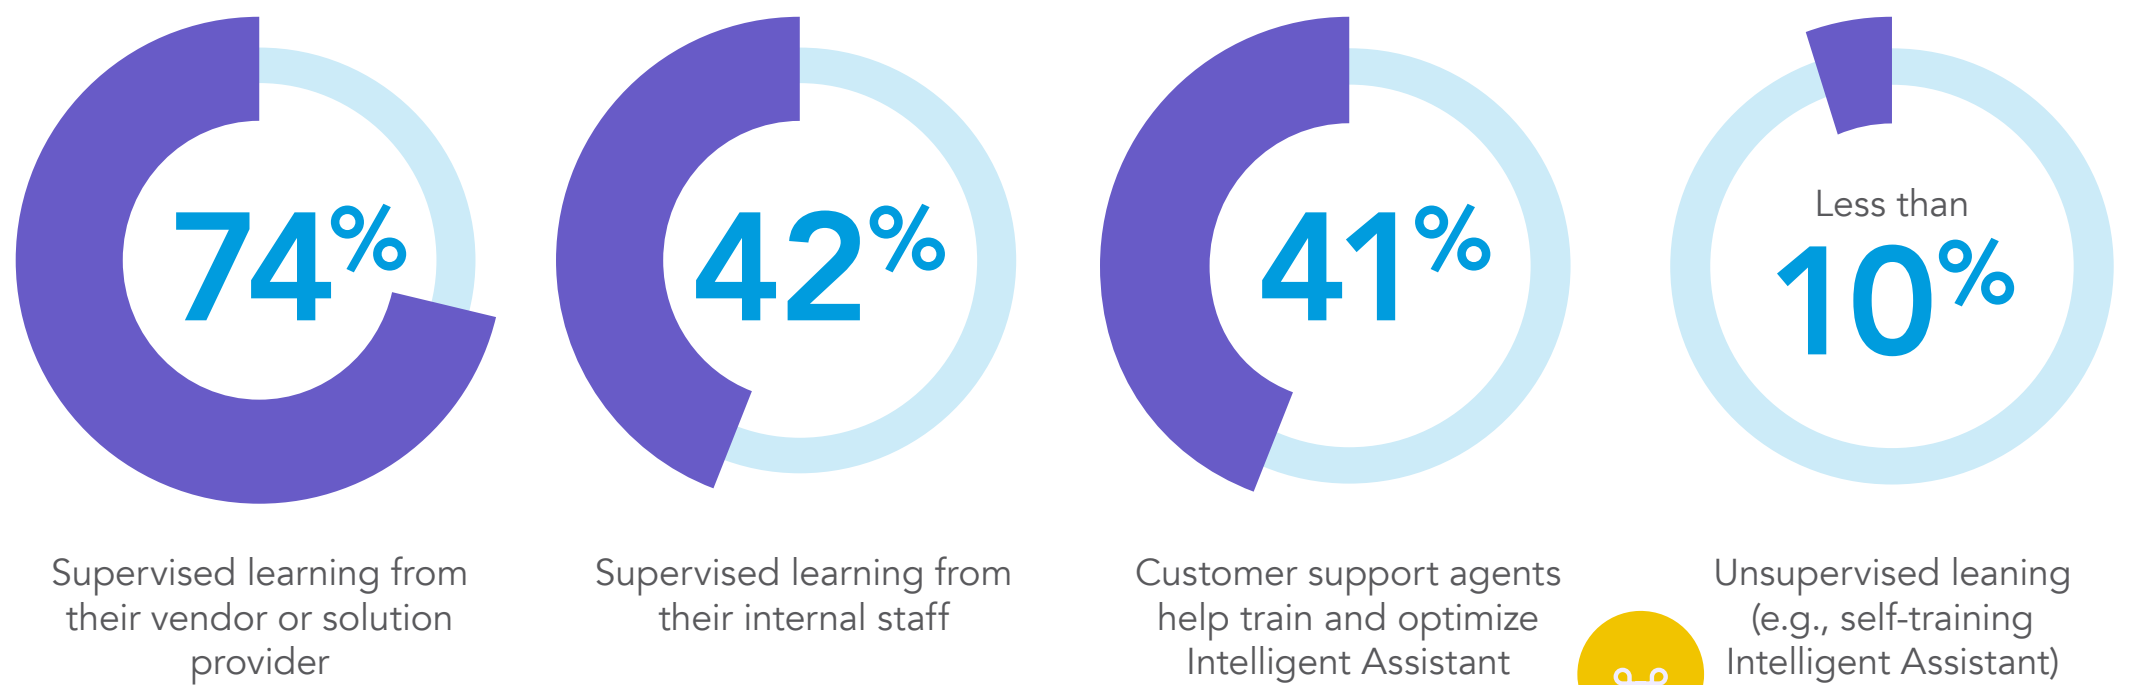 74%
Supervised learning from
their vendor or solution
provider
42%
Supervised learning from
their internal staff
41%
Customer support agents
help train and optimize
Intelligent Assistant
Less than
10%
Unsupervised leaning
(e.g., self-training
Intelligent Assistant)